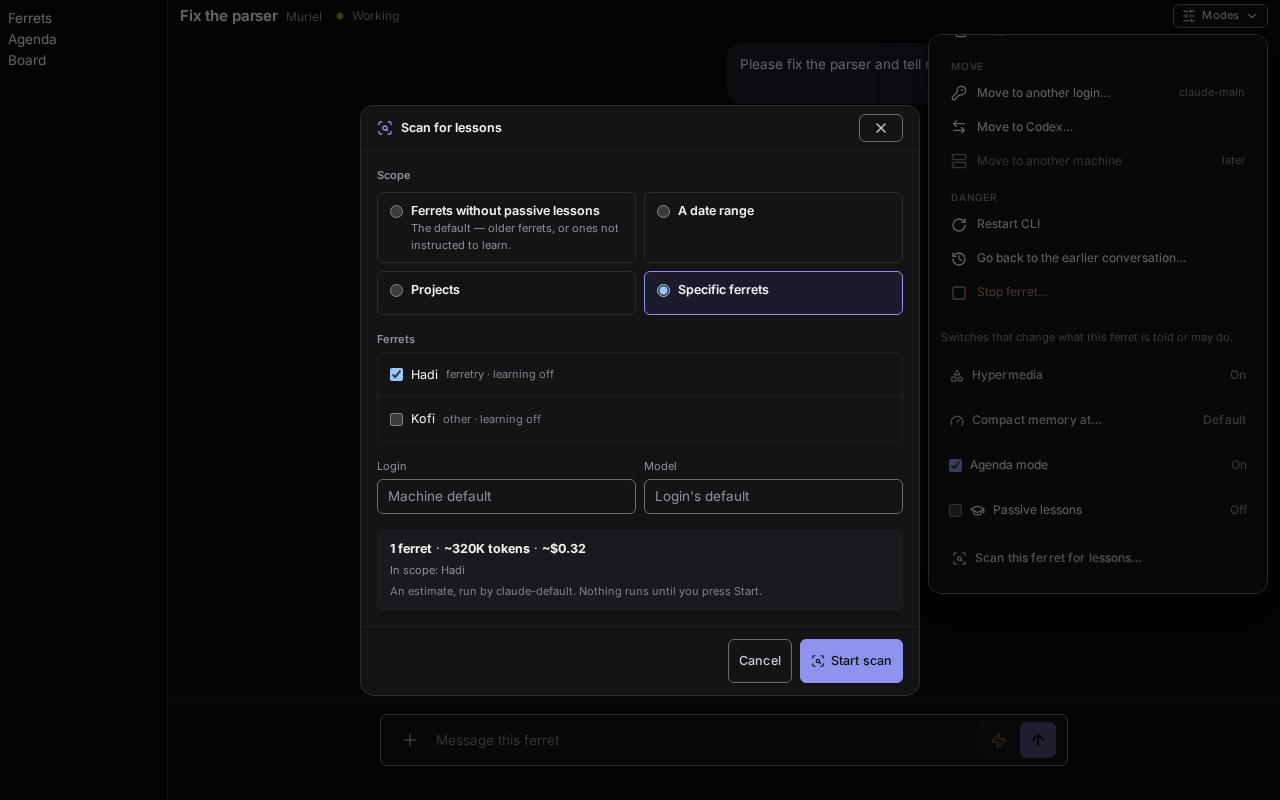 Ferrets
Agenda
Board
Fix the parser Muriel Working
Modes
Please fix the parser and tell
MOVE
Move to another login... claude-main
Move to Codex...
Move to another machine later
DANGER
Restart CLI
Go back to the earlier conversation...
Stop ferret...
Switches that change what this ferret is told or may do.
Hypermedia On
Compact memory at... Default
Agenda mode On
Passive lessons Off
Scan this ferret for lessons...
Scan for lessons
Scope
Ferrets without passive lessons
The default — older ferrets, or ones not
instructed to learn.
A date range
Projects
Specific ferrets
Ferrets
Hadi ferretry · learning off
Kofi other · learning off
Login
Machine default
Model
Login's default
1 ferret · ~320K tokens · ~$0.32
In scope: Hadi
An estimate, run by claude-default. Nothing runs until you press Start.
Cancel
Start scan
Message this ferret